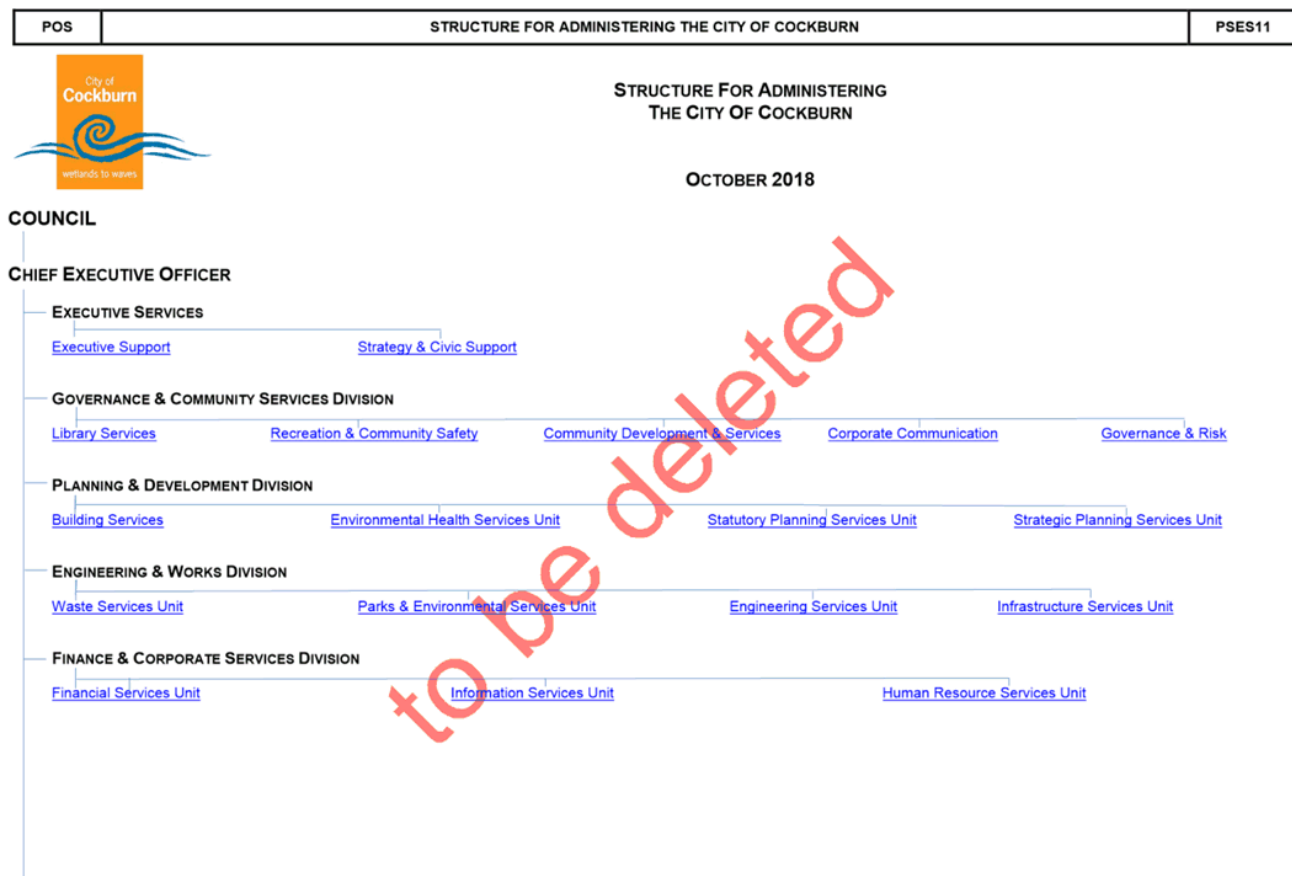 POS STRUCTURE FOR ADMINISTERING THE CITY OF COCKBURN PSES11
City of
Cockburn
wetlands to waves
STRUCTURE FOR ADMINISTERING
THE CITY OF COCKBURN
OCTOBER 2018
COUNCIL
CHIEF EXECUTIVE OFFICER
EXECUTIVE SERVICES
Executive Support Strategy & Civic Support
GOVERNANCE & COMMUNITY SERVICES DIVISION
Library Services Recreation & Community Safety Community Development & Services Corporate Communication Governance & Risk
PLANNING & DEVELOPMENT DIVISION
Building Services Environmental Health Services Unit Statutory Planning Services Unit Strategic Planning Services Unit
ENGINEERING & WORKS DIVISION
Waste Services Unit Parks & Environmental Services Unit Engineering Services Unit Infrastructure Services Unit
FINANCE & CORPORATE SERVICES DIVISION
Financial Services Unit Information Services Unit Human Resource Services Unit
to be deleted